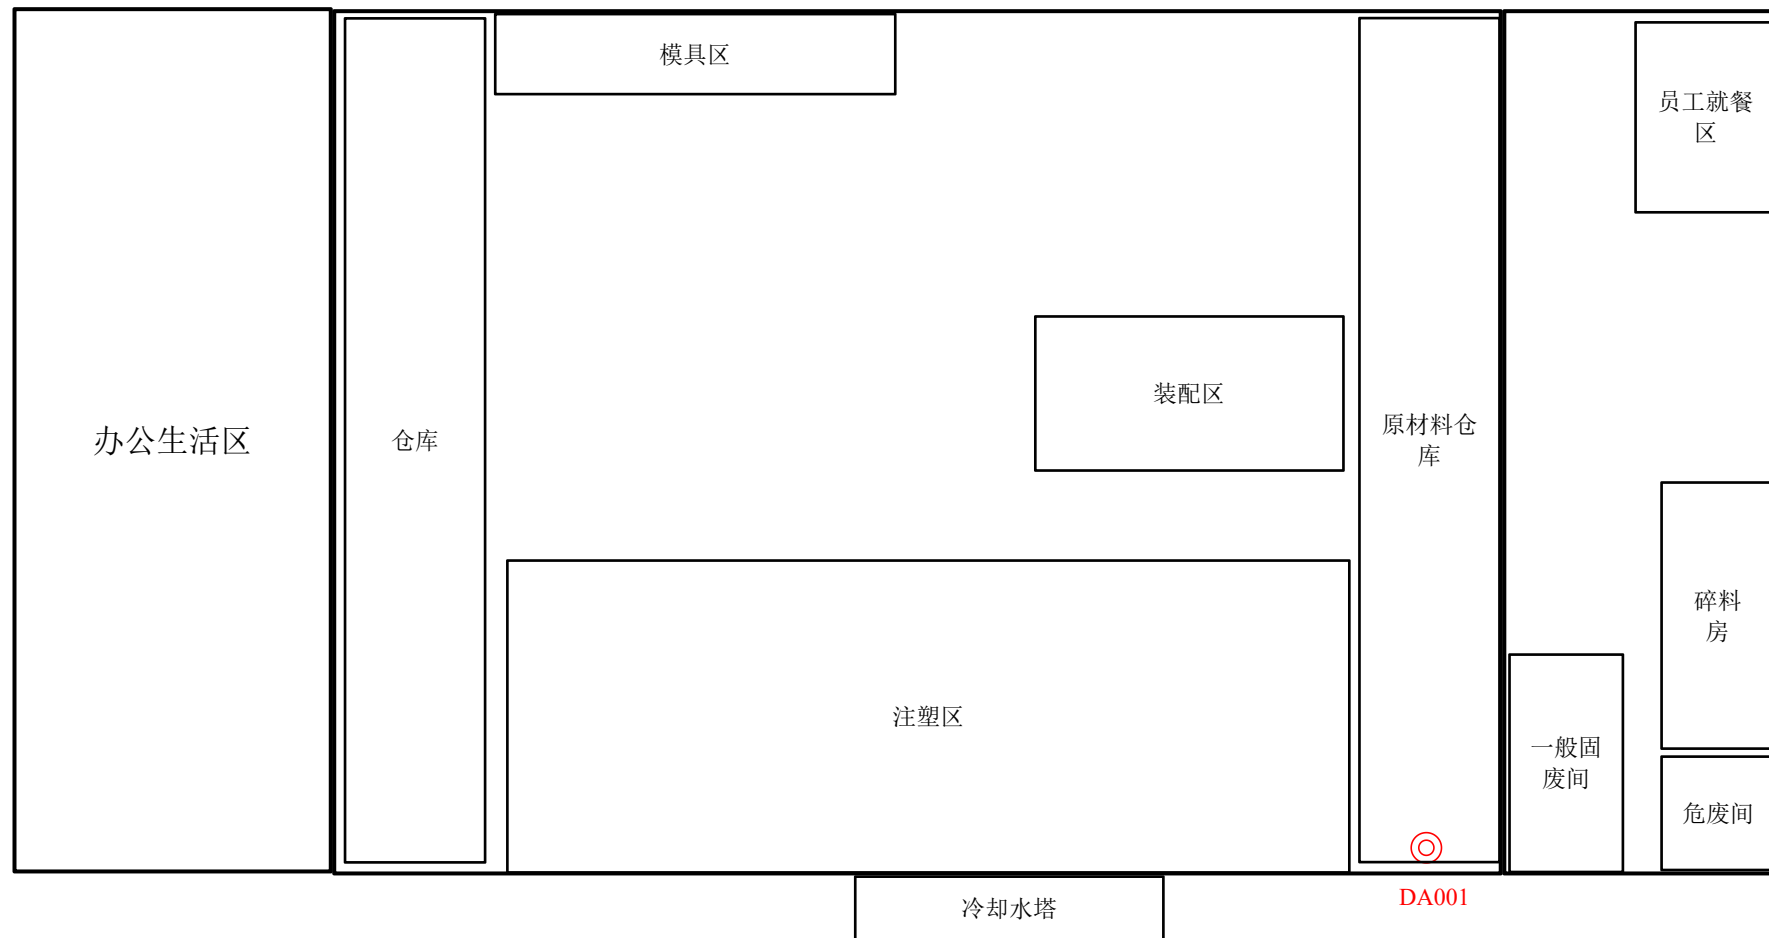 模具区
员工就餐
区
装配区
办公生活区
仓库
原材料仓
库
碎料
房
注塑区
一般固
废间
危废间
DA001
冷却水塔